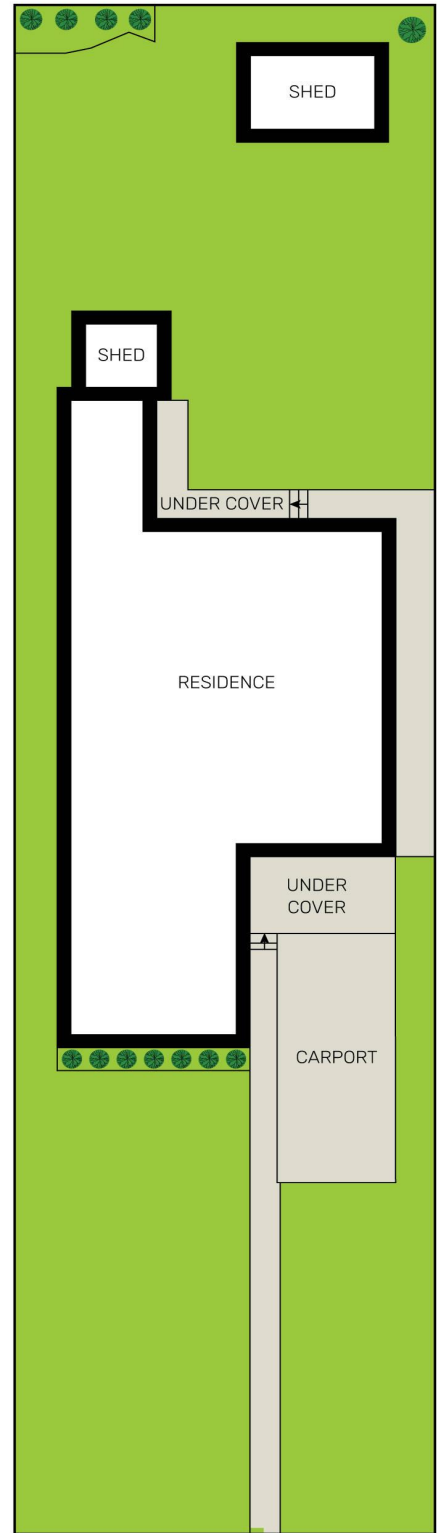 SHED
SHED
UNDER COVER
RESIDENCE
UNDER
COVER
CARPORT